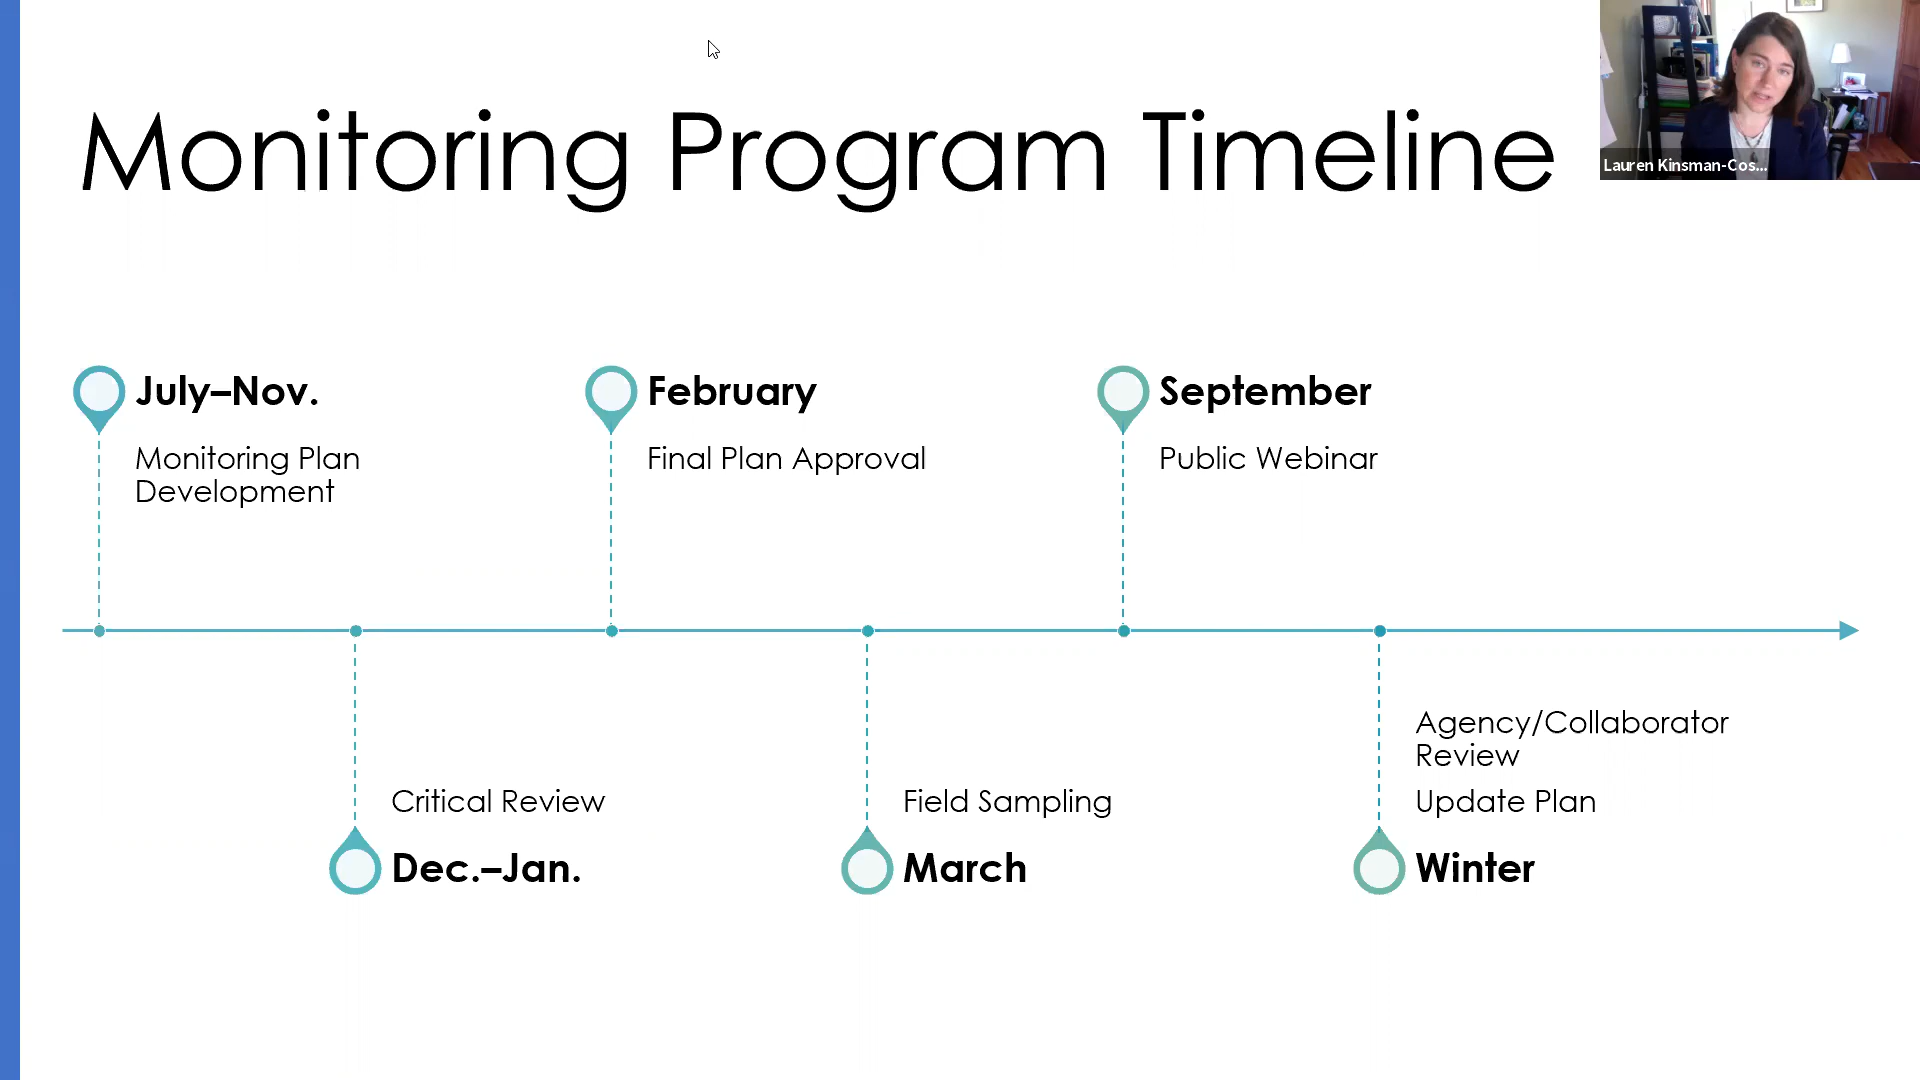 Monitoring Program Timeline
Lauren Kinsman-Cos...
July–Nov.
Monitoring Plan
Development
February
Final Plan Approval
September
Public Webinar
Critical Review
Dec.–Jan.
Field Sampling
March
Agency/Collaborator
Review
Update Plan
Winter